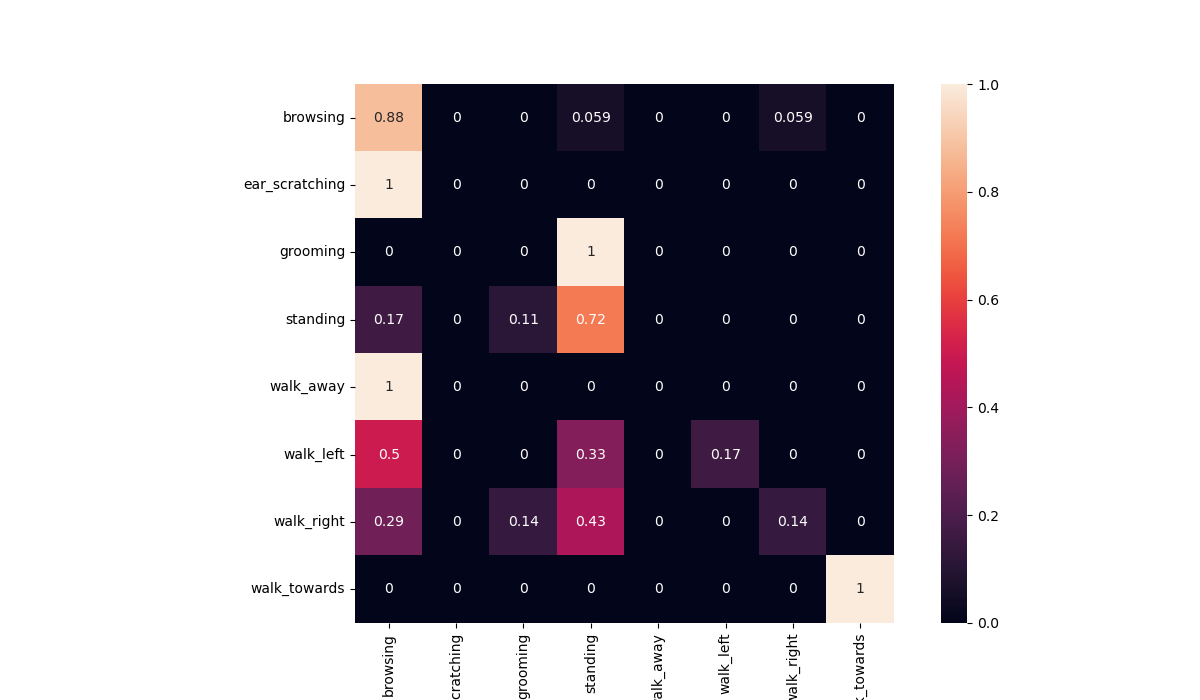 browsing 0.88 0 0 0.059 0 0 0.059 0
ear_scratching 1 0 0 0 0 0 0 0
grooming 0 0 0 1 0 0 0 0
standing 0.17 0 0.11 0.72 0 0 0 0
walk_away 1 0 0 0 0 0 0 0
walk_left 0.5 0 0 0.33 0 0.17 0 0
walk_right 0.29 0 0.14 0.43 0 0 0.14 0
walk_towards 0 0 0 0 0 0 0 1
browsing
cratching
grooming
standing
alk_away
walk_left
walk_right
k_towards
1.0
0.8
0.6
0.4
0.2
0.0